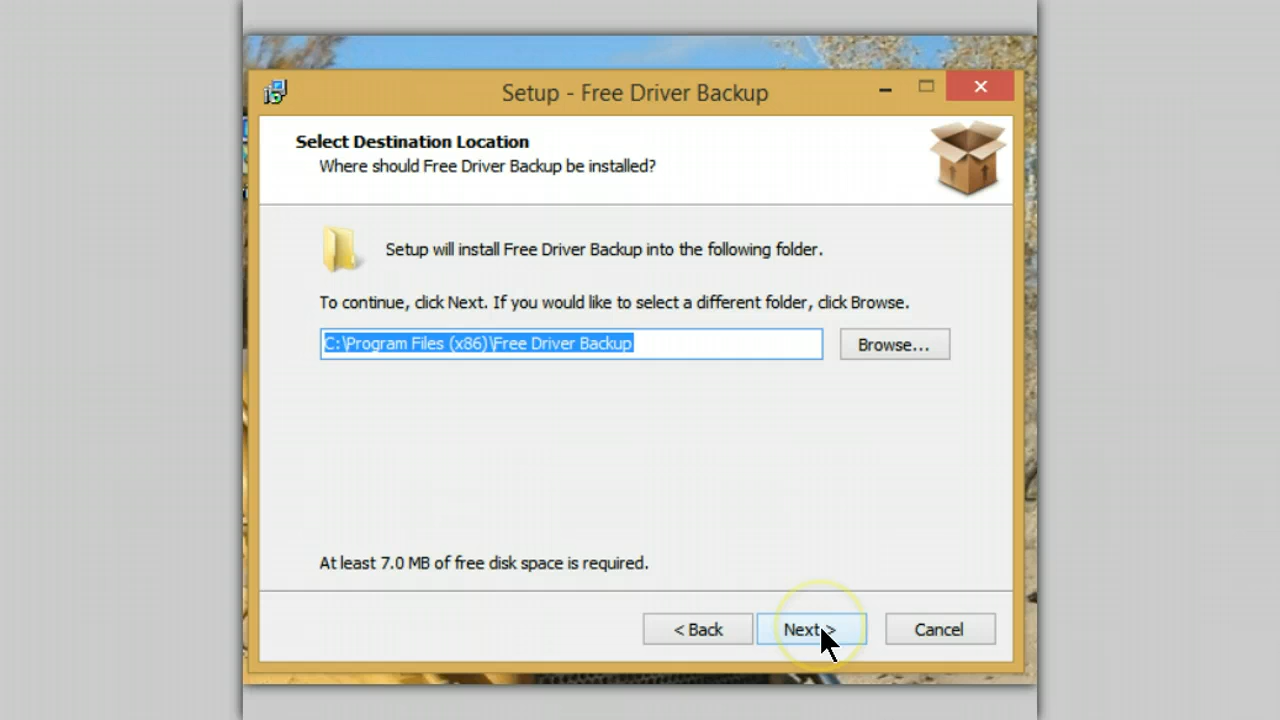 Setup - Free Driver Backup
Select Destination Location
Where should Free Driver Backup be installed?
Setup will install Free Driver Backup into the following folder.
To continue, click Next. If you would like to select a different folder, click Browse.
C:\Program Files (x86)\Free Driver Backup
Browse...
At least 7.0 MB of free disk space is required.
< Back
Next >
Cancel